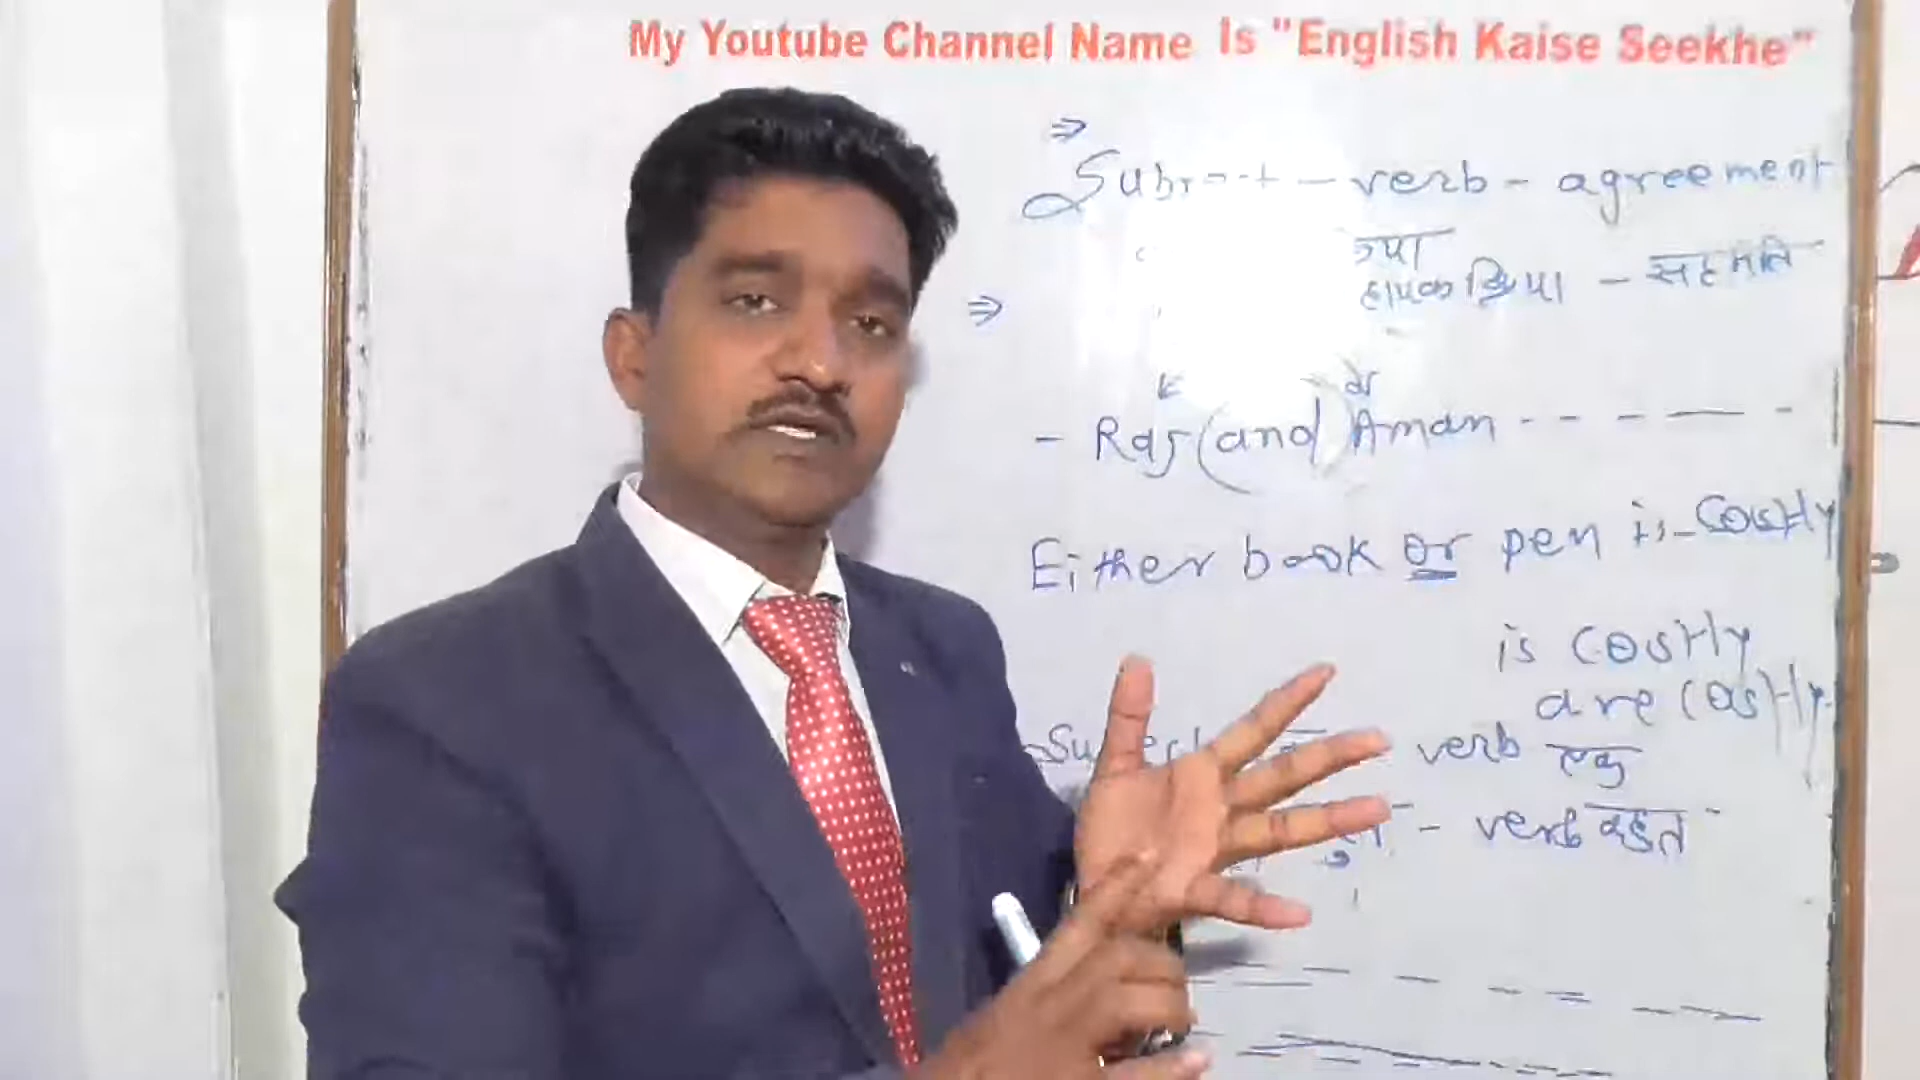 My Youtube Channel Name Is "English Kaise Seekhe"
⇒
verb - agreement
क्रिया - सहमति
⇒
- Raj (and) Aman - - - - -
Either book or pen is costly
is costly
are costly
verb एक
- verb बहुत